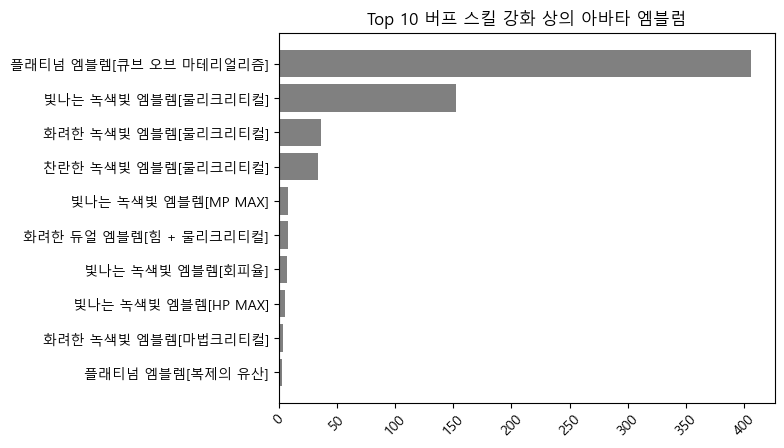 Top 10 버프 스킬 강화 상의 아바타 엠블럼
플래티넘 엠블렘[큐브 오브 마테리얼리즘]
빛나는 녹색빛 엠블렘[물리크리티컬]
화려한 녹색빛 엠블렘[물리크리티컬]
찬란한 녹색빛 엠블렘[물리크리티컬]
빛나는 녹색빛 엠블렘[MP MAX]
화려한 듀얼 엠블렘[힘 + 물리크리티컬]
빛나는 녹색빛 엠블렘[회피율]
빛나는 녹색빛 엠블렘[HP MAX]
화려한 녹색빛 엠블렘[마법크리티컬]
플래티넘 엠블렘[복제의 유산]
0 50 100 150 200 250 300 350 400